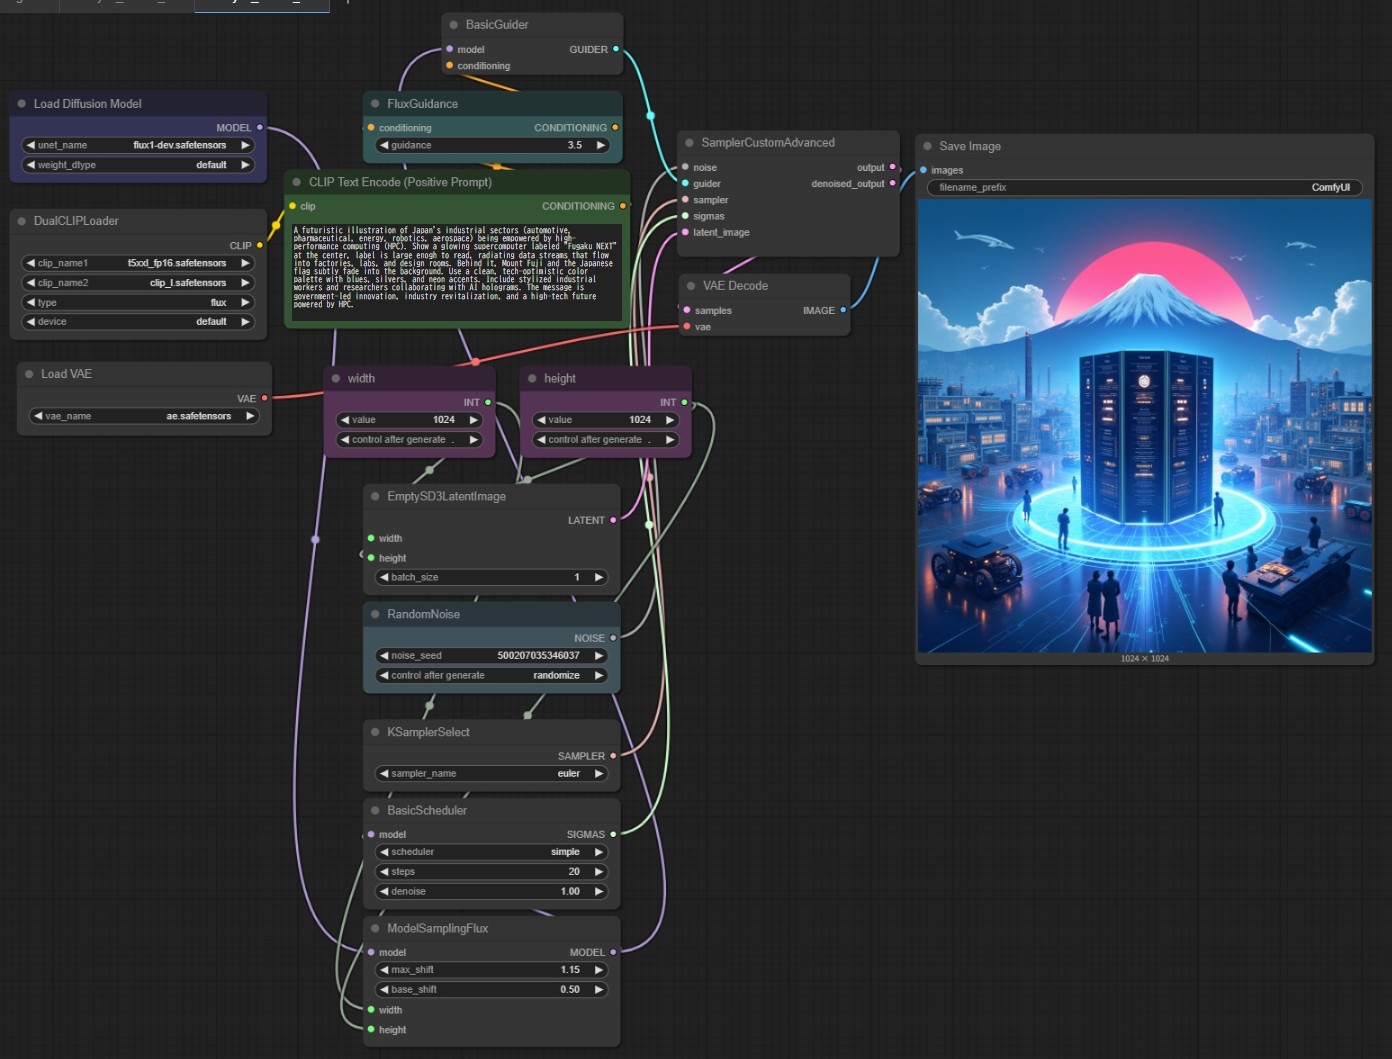 BasicGuider
model GUIDER
conditioning
Load Diffusion Model
MODEL
unet_name flux1-dev.safetensors
weight_dtype default
FluxGuidance
conditioning CONDITIONING
guidance 3.5
DualCLIPLoader
CLIP
clip_name1 t5xxl_fp16.safetensors
clip_name2 clip_l.safetensors
type flux
device default
CLIP Text Encode (Positive Prompt)
clip CONDITIONING
A futuristic illustration of Japan's industrial sectors (automotive,
pharmaceutical, energy, robotics, aerospace) being empowered by high-
performance computing (HPC). Show a glowing supercomputer labeled "Fugaku NEXT"
at the center, label is large enogh to read, radiating data streams that flow
into factories, labs, and design rooms. Behind it, Mount Fuji and the Japanese
flag subtly fade into the background. Use a clean, tech-optimistic color
palette with blues, silvers, and neon accents. Include stylized industrial
workers and researchers collaborating with AI holograms. The message is
government-led innovation, industry revitalization, and a high-tech future
powered by HPC.
Load VAE
VAE
vae_name ae.safetensors
width
INT
value 1024
control after generate .
height
INT
value 1024
control after generate .
EmptySD3LatentImage
LATENT
width
height
batch_size 1
RandomNoise
NOISE
noise_seed 500207035346037
control after generate randomize
KSamplerSelect
SAMPLER
sampler_name euler
BasicScheduler
model SIGMAS
scheduler simple
steps 20
denoise 1.00
ModelSamplingFlux
model MODEL
max_shift 1.15
base_shift 0.50
width
height
SamplerCustomAdvanced
noise output
guider denoised_output
sampler
sigmas
latent_image
VAE Decode
samples IMAGE
vae
Save Image
images
filename_prefix ComfyUI
1024 × 1024